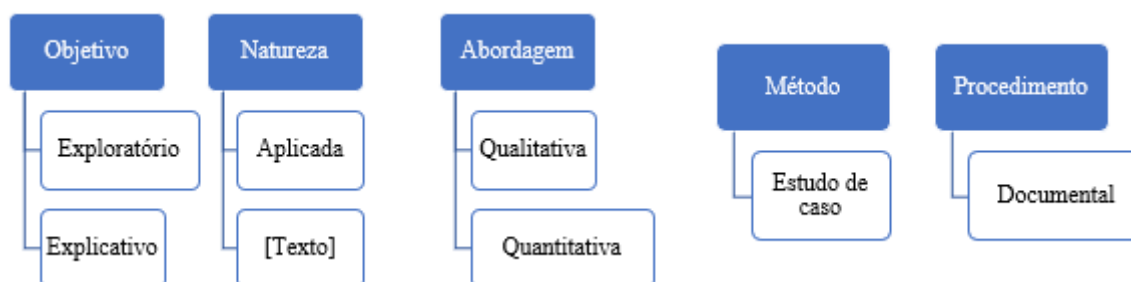 Objetivo
Exploratório
Explicativo
Natureza
Aplicada
[Texto]
Abordagem
Qualitativa
Quantitativa
Método
Estudo de
caso
Procedimento
Documental